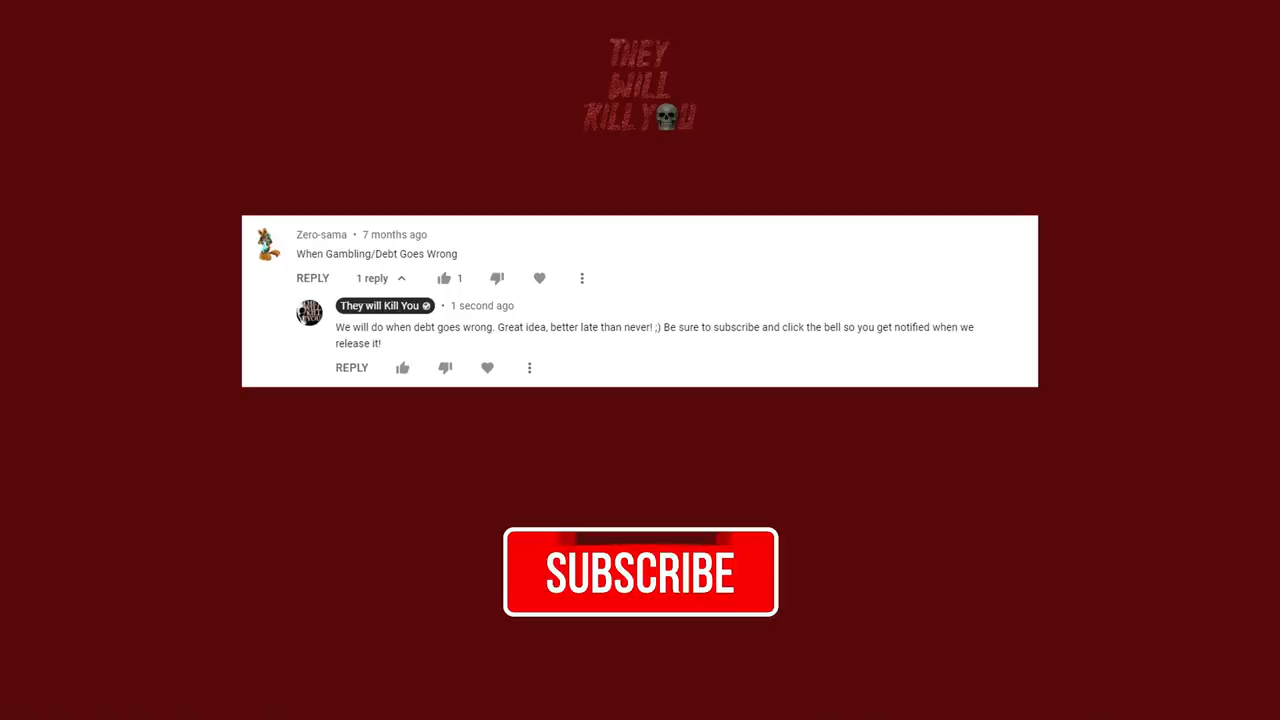 THEY
WILL
KILL YOU
Zero-sama • 7 months ago
When Gambling/Debt Goes Wrong
REPLY 1 reply 1
They will Kill You • 1 second ago
We will do when debt goes wrong. Great idea, better late than never! ;) Be sure to subscribe and click the bell so you get notified when we
release it!
REPLY
SUBSCRIBE